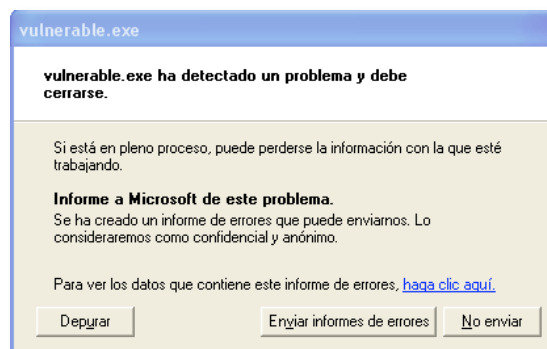 vulnerable.exe
vulnerable.exe ha detectado un problema y debe
cerrarse.
Si está en pleno proceso, puede perderse la información con la que esté
trabajando.
Informe a Microsoft de este problema.
Se ha creado un informe de errores que puede enviarnos. Lo
consideraremos como confidencial y anónimo.
Para ver los datos que contiene este informe de errores, haga clic aquí.
Depurar Enviar informes de errores No enviar